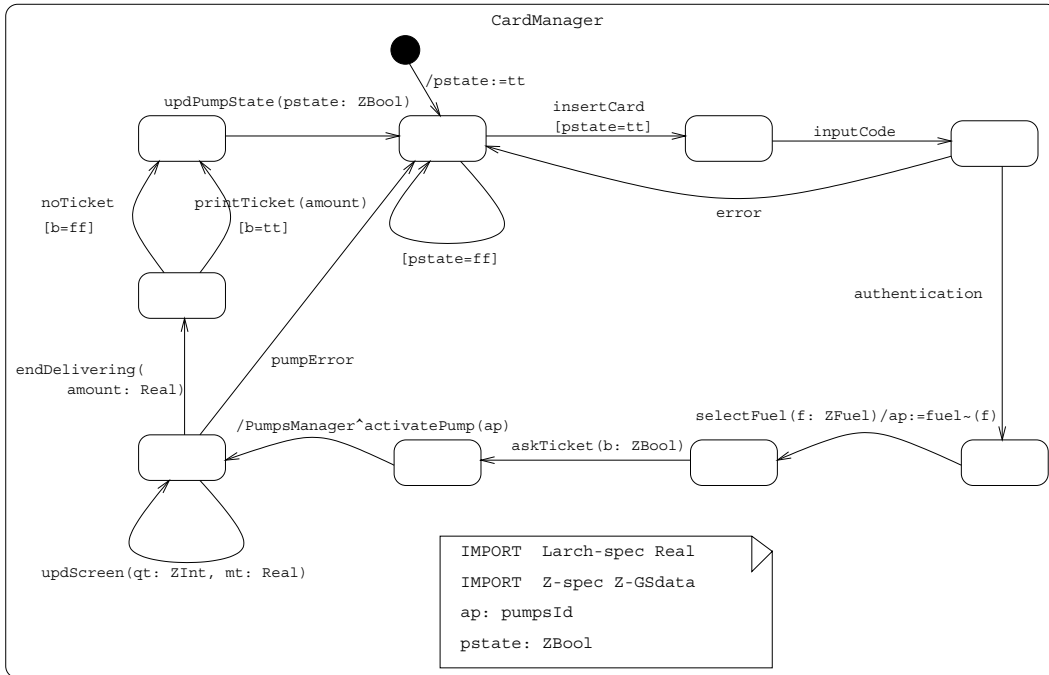 CardManager
/pstate:=tt
updPumpState(pstate: ZBool)
insertCard
[pstate=tt]
inputCode
noTicket
[b=ff]
printTicket(amount)
[b=tt]
error
[pstate=ff]
authentication
pumpError
endDelivering(
amount: Real)
selectFuel(f: ZFuel)/ap:=fuel~(f)
/PumpsManager^activatePump(ap)
askTicket(b: ZBool)
updScreen(qt: ZInt, mt: Real)
IMPORT Larch-spec Real
IMPORT Z-spec Z-GSdata
ap: pumpsId
pstate: ZBool